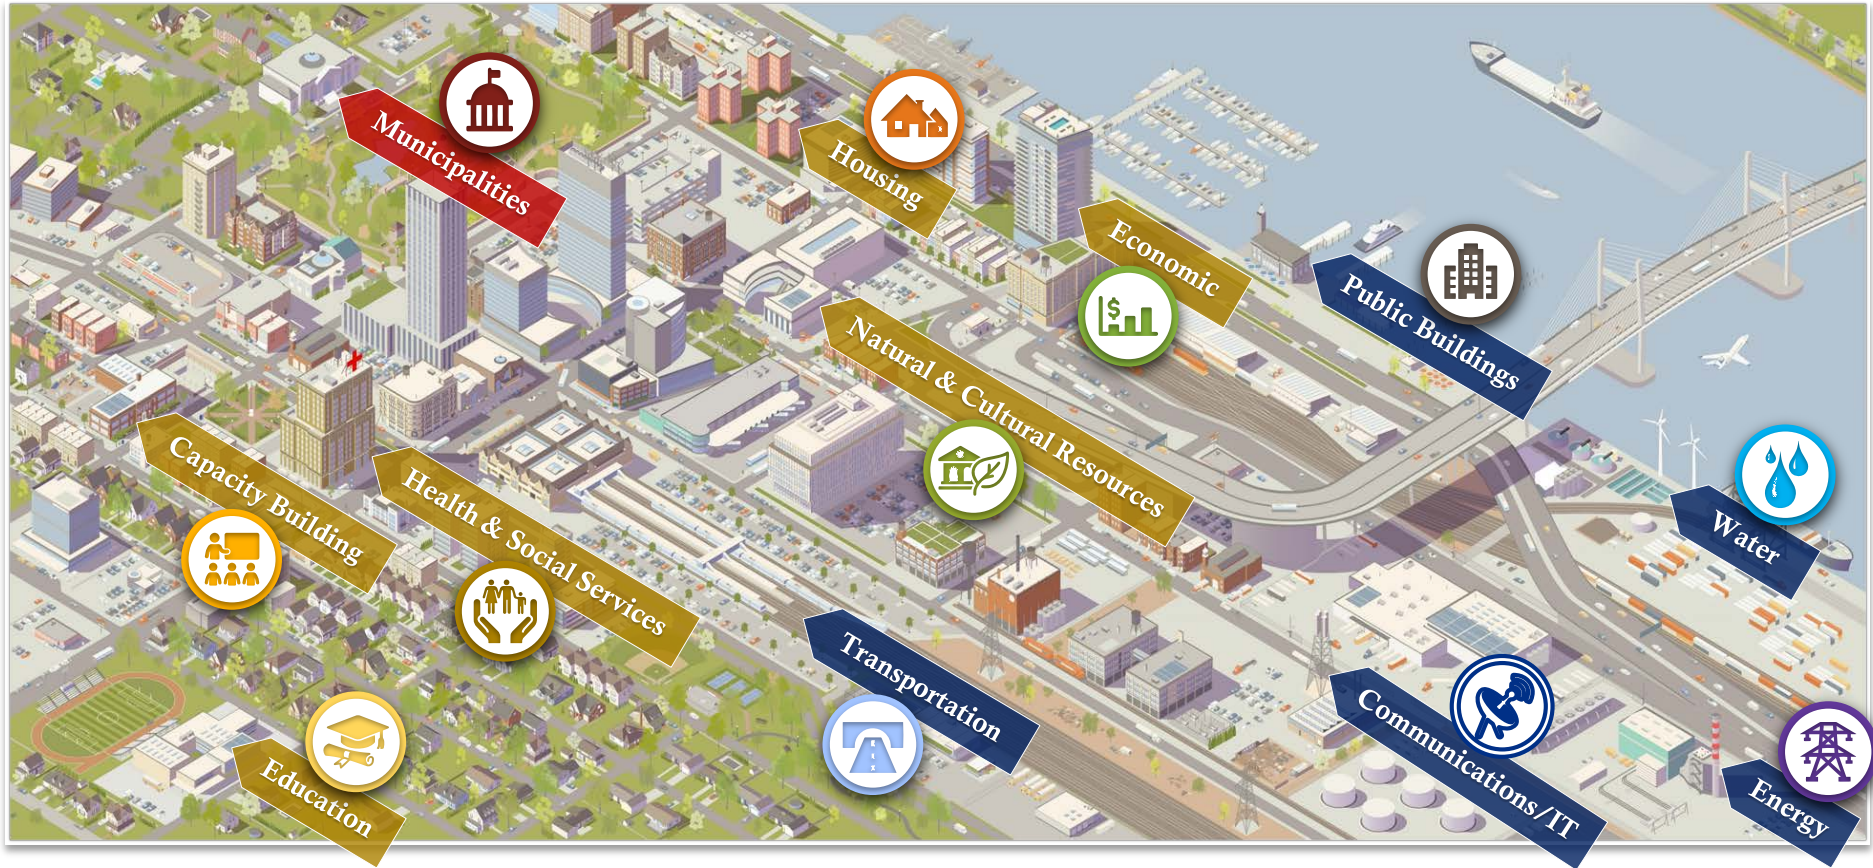 Municipalities
Housing
Economic
$
Public Buildings
Natural & Cultural Resources
Capacity Building
Health & Social Services
Water
Transportation
Communications/IT
Education
Energy